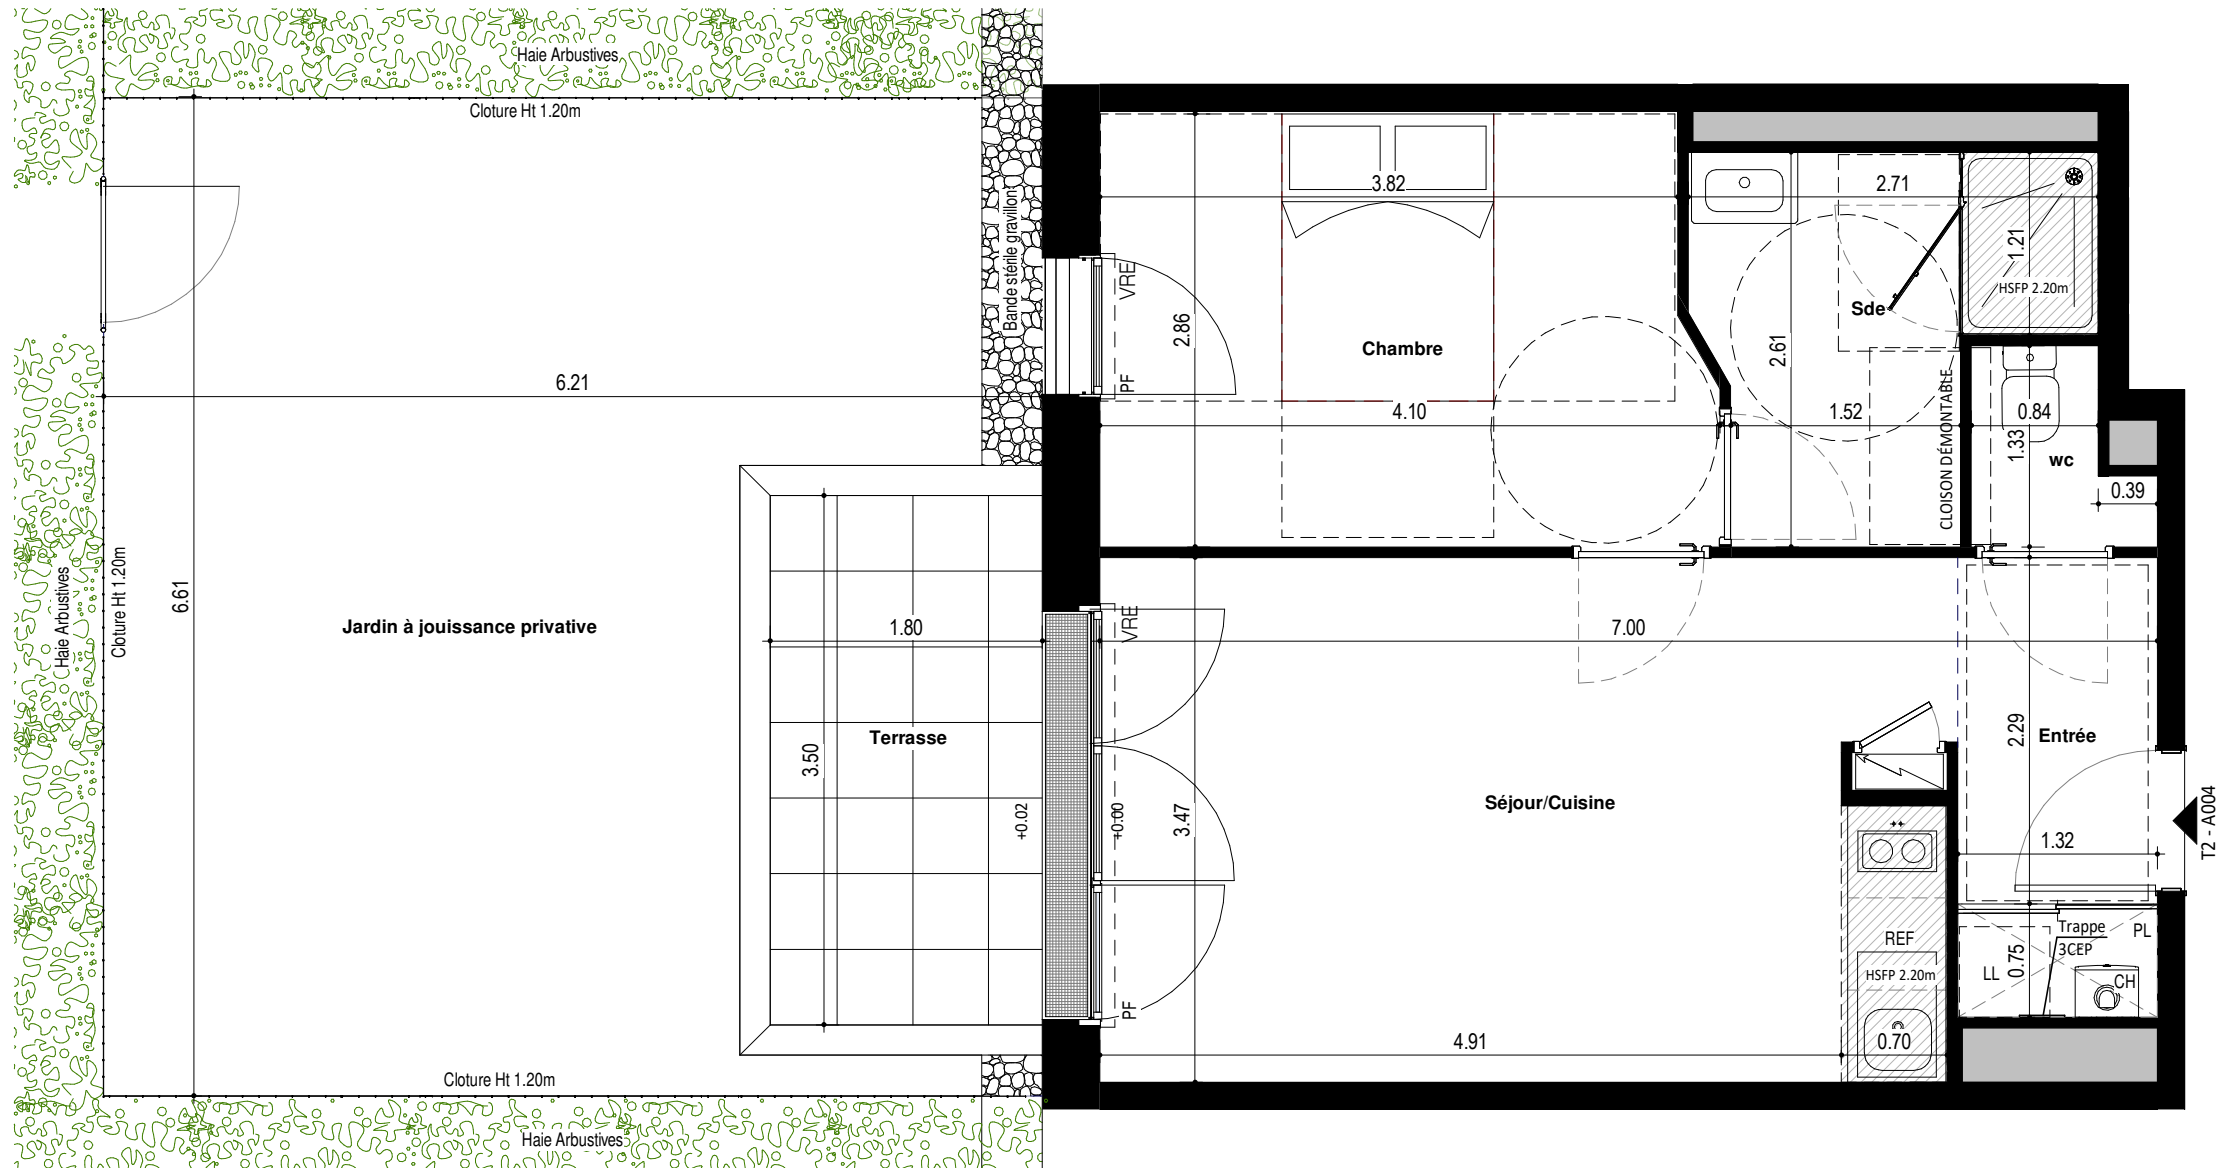 Haie Arbustives
Cloture Ht 1.20m
Bande stérile gravillon
3.82
2.71
1.21
HSFP 2.20m
VRE
2.86
Sde
2.61
Chambre
PF
6.21
4.10
1.52
CLOISON DÉMONTABLE
0.84
1.33
wc
0.39
Haie Arbustives
Cloture Ht 1.20m
6.61
Jardin à jouissance privative
1.80
VRE
7.00
Terrasse
3.50
2.29
Entrée
+0.02
+0.00
3.47
Séjour/Cuisine
T2 - A004
1.32
REF
HSFP 2.20m
Trappe
3CEP
PL
LL
0.75
CH
PF
4.91
0.70
Cloture Ht 1.20m
Haie Arbustives